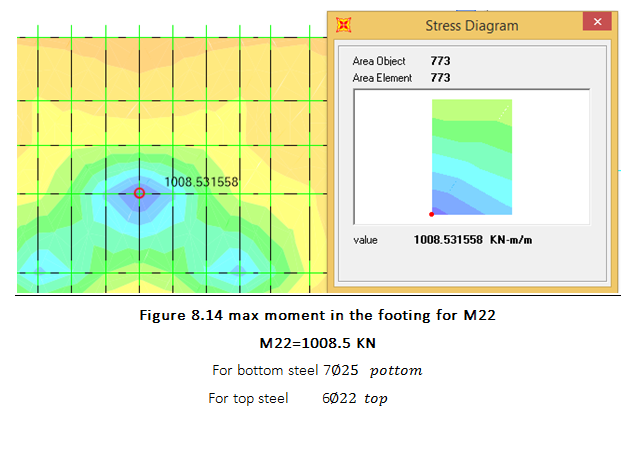 Stress Diagram
Area Object 773
Area Element 773
1008.531558
value 1008.531558 KN-m/m
Figure 8.14 max moment in the footing for M22
M22=1008.5 KN
For bottom steel 7Ø25 pottom
For top steel 6Ø22 top